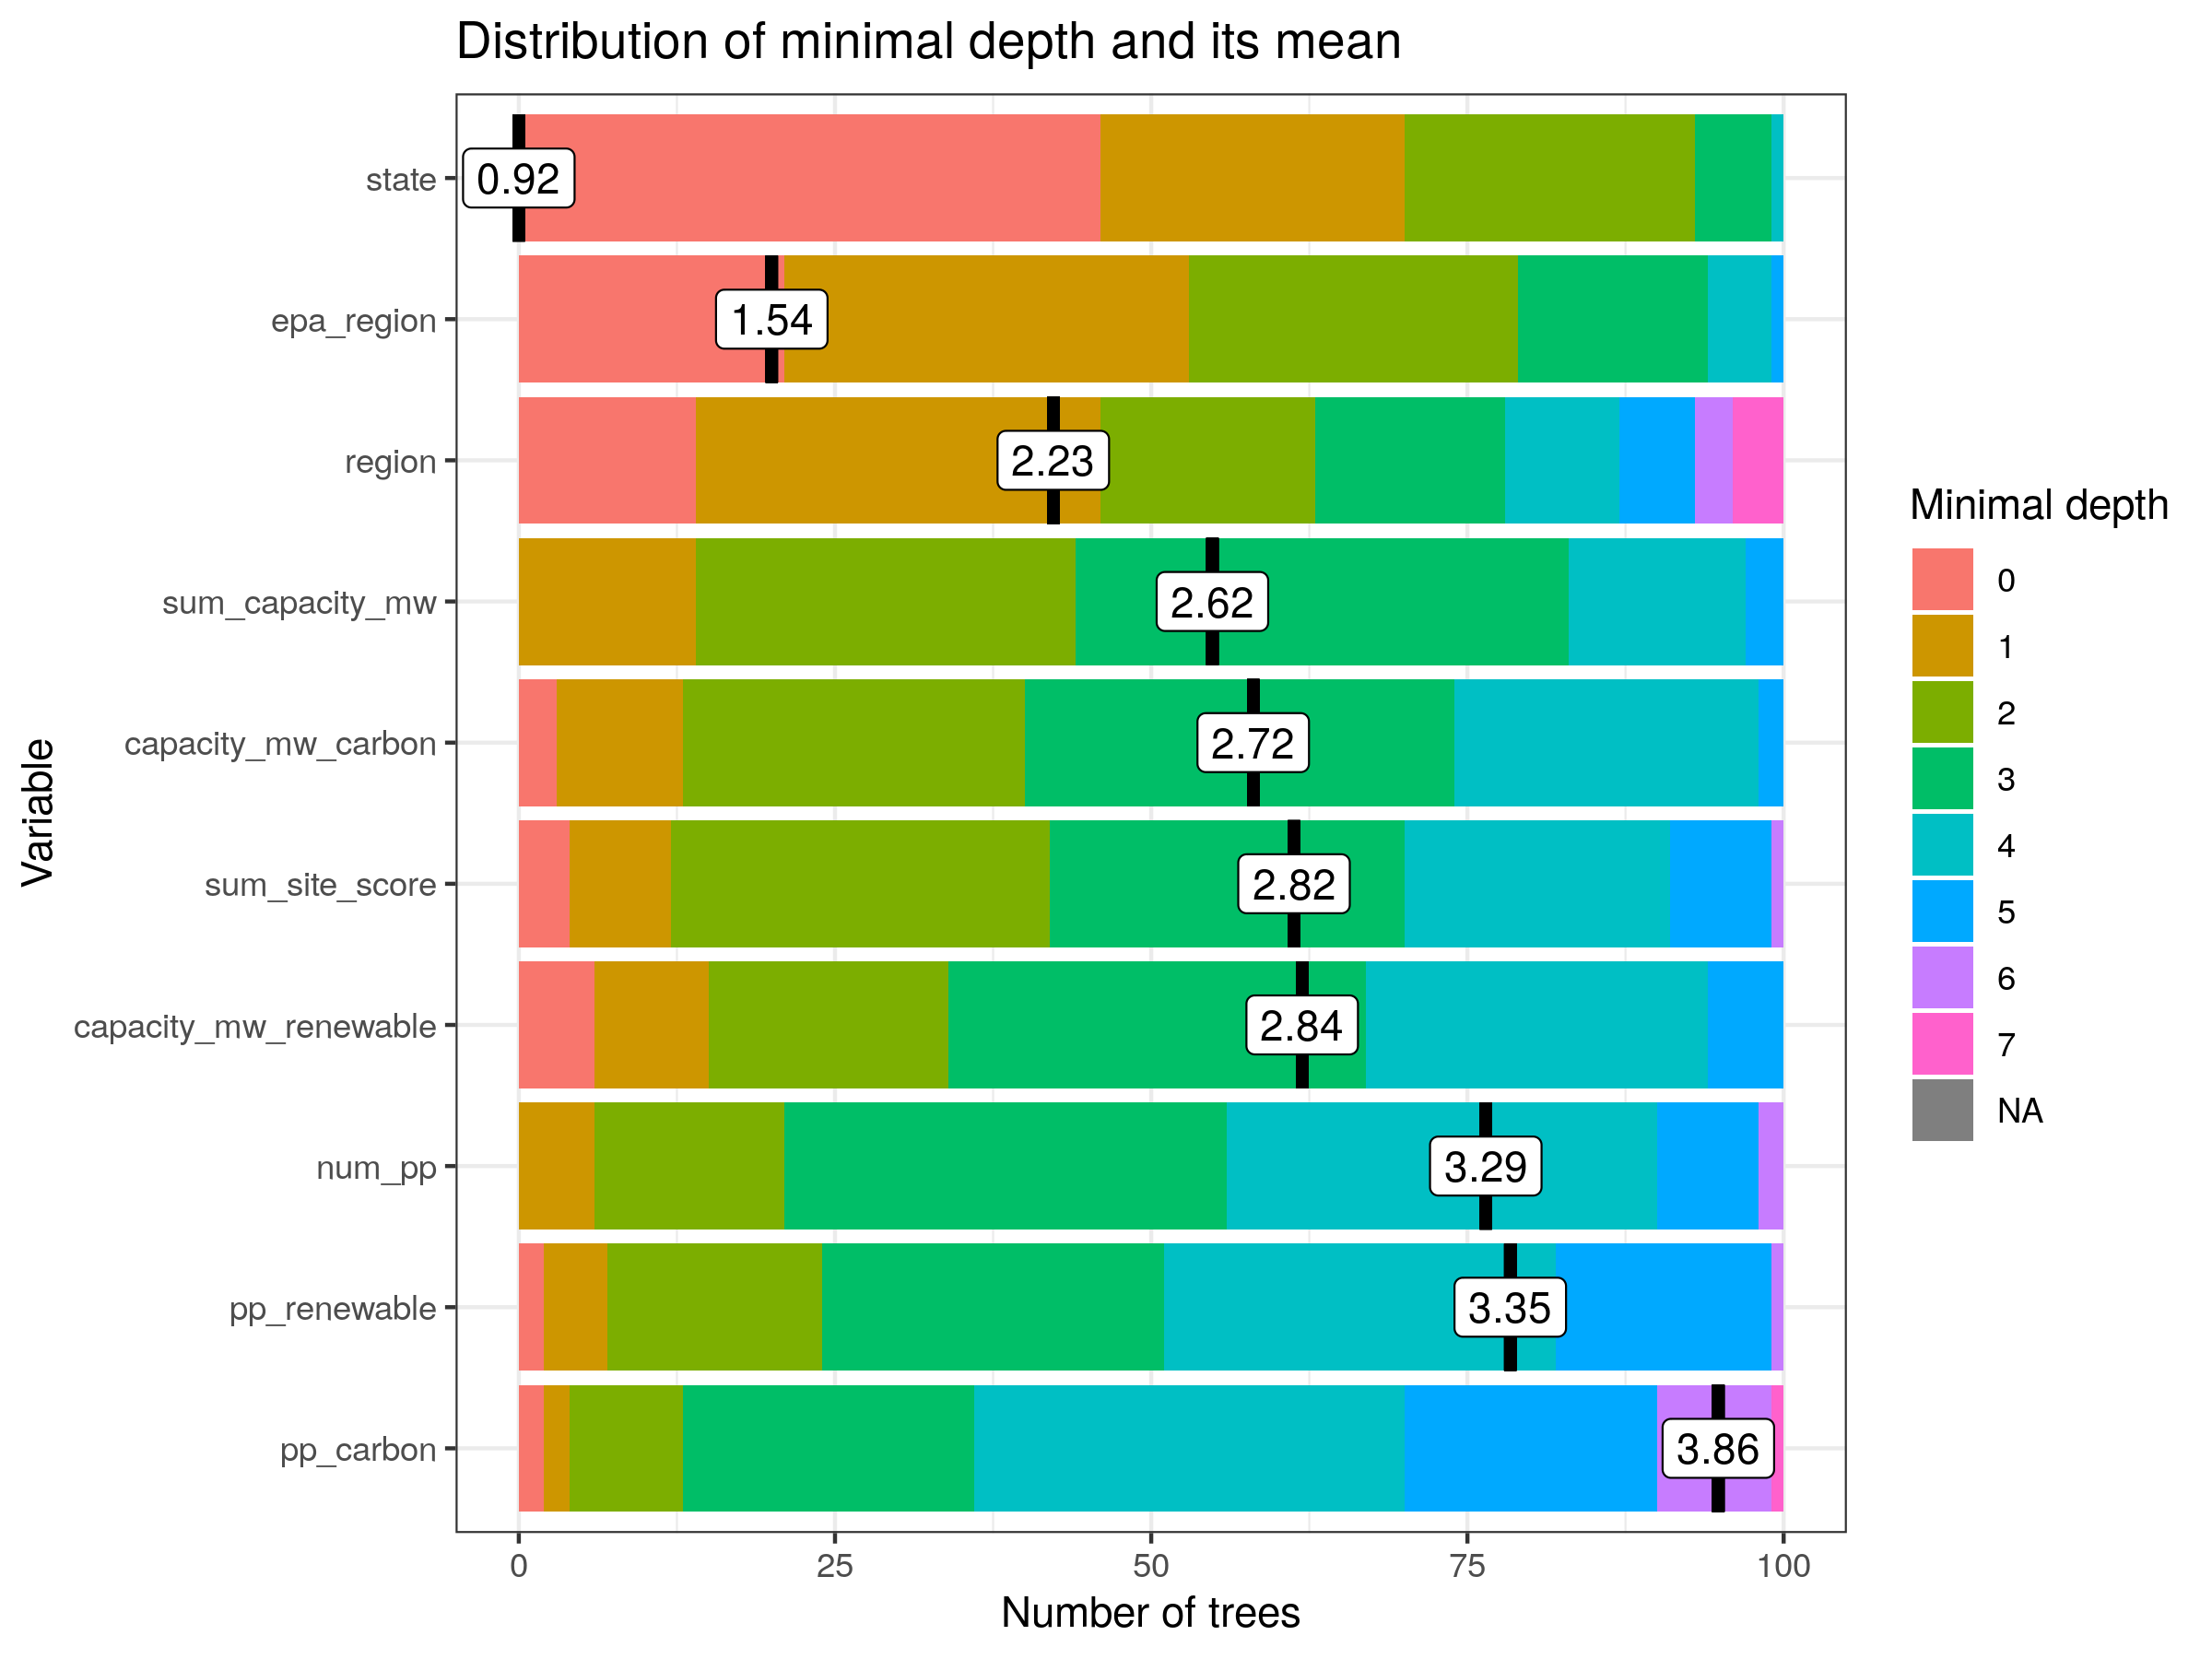 Distribution of minimal depth and its mean
Variable
state
0.92
epa_region
1.54
region
2.23
sum_capacity_mw
2.62
capacity_mw_carbon
2.72
sum_site_score
2.82
capacity_mw_renewable
2.84
num_pp
3.29
pp_renewable
3.35
pp_carbon
3.86
0 25 50 75 100
Number of trees
Minimal depth
0
1
2
3
4
5
6
7
NA